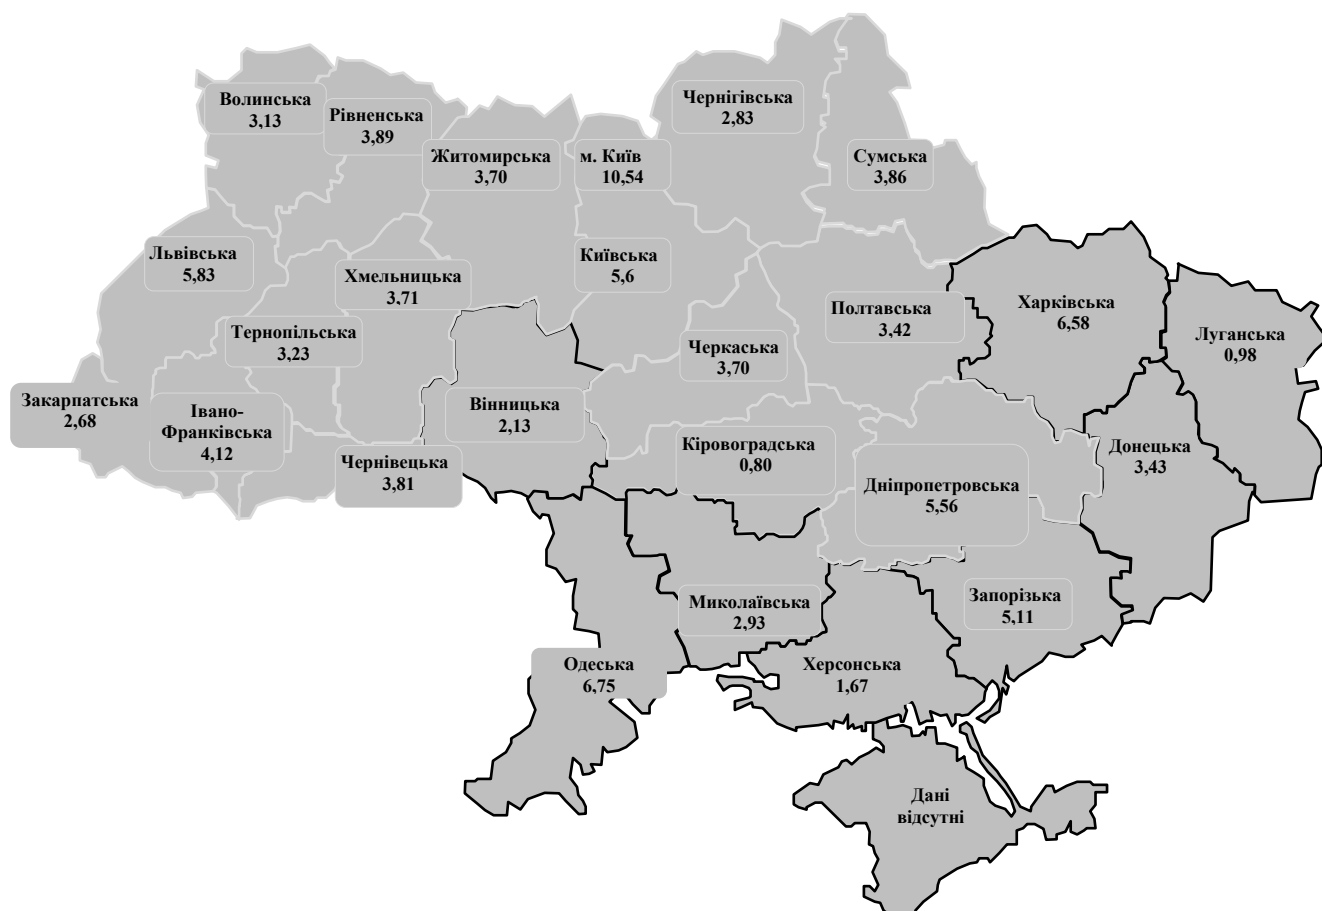 Волинська
3,13
Рівненська
3,89
Житомирська
3,70
м. Київ
10,54
Чернігівська
2,83
Сумська
3,86
Львівська
5,83
Хмельницька
3,71
Київська
5,6
Тернопільська
3,23
Черкаська
3,70
Полтавська
3,42
Харківська
6,58
Луганська
0,98
Закарпатська
2,68
Івано-
Франківська
4,12
Чернівецька
3,81
Вінницька
2,13
Кіровоградська
0,80
Дніпропетровська
5,56
Донецька
3,43
Миколаївська
2,93
Запорізька
5,11
Одеська
6,75
Херсонська
1,67
Дані
відсутні